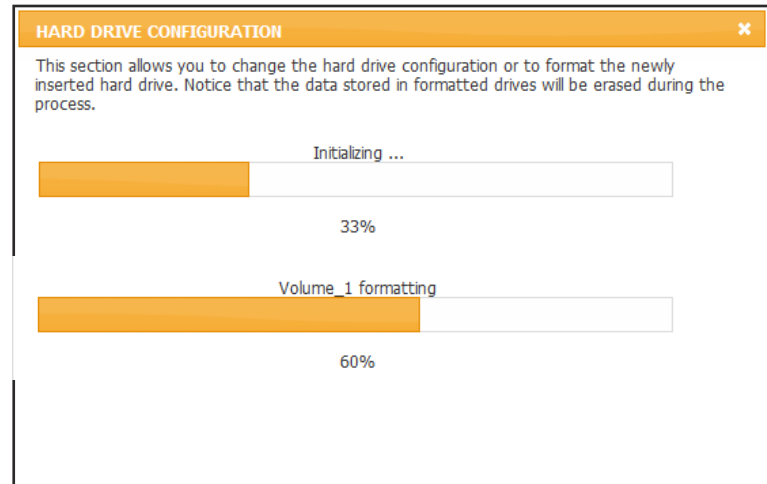 HARD DRIVE CONFIGURATION
This section allows you to change the hard drive configuration or to format the newly
inserted hard drive. Notice that the data stored in formatted drives will be erased during the
process.
Initializing ...
33%
Volume_1 formatting
60%